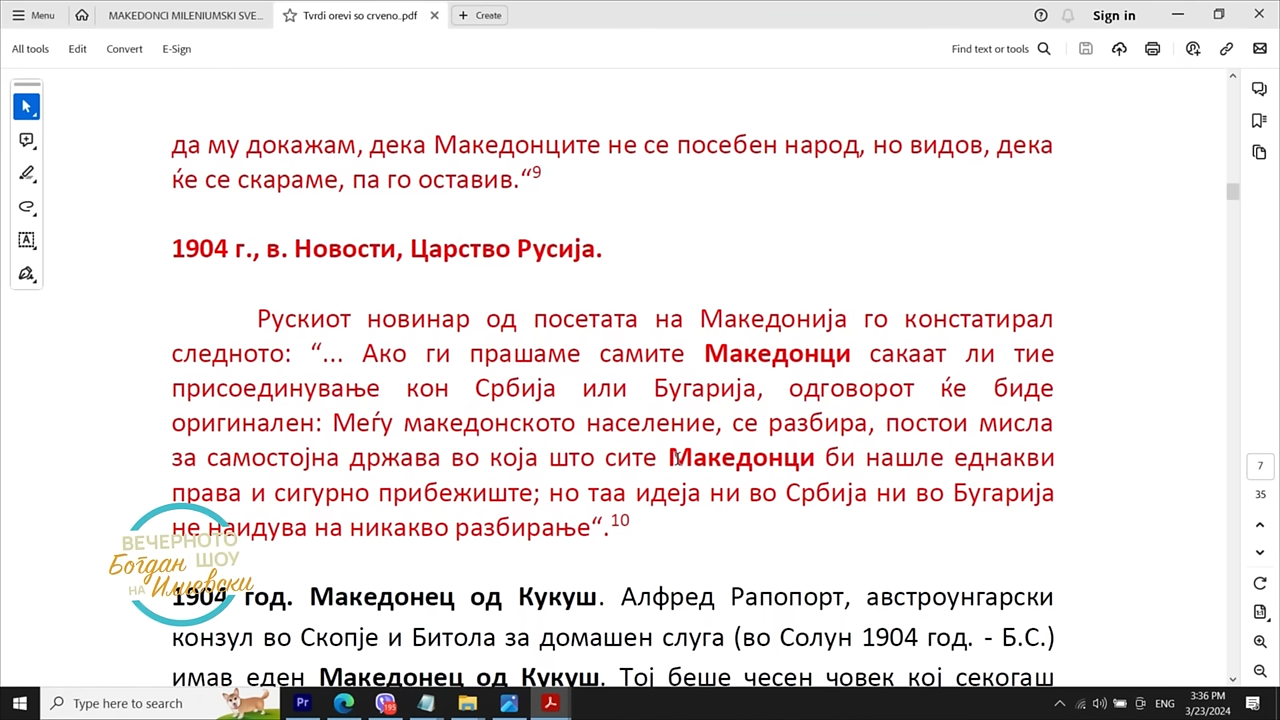 Menu
MAKEDONCI MILENIUMSKI SVE...
Tvrdi orevi so crveno..pdf
Create
Sign in
All tools Edit Convert E-Sign
Find text or tools
да му докажам, дека Македонците не се посебен народ, но видов, дека
ќе се скараме, па го оставив.“9
1904 г., в. Новости, Царство Русија.
Рускиот новинар од посетата на Македонија го констатирал
следното: “... Ако ги прашаме самите Македонци сакаат ли тие
присоединување кон Србија или Бугарија, одговорот ќе биде
оригинален: Меѓу македонското население, се разбира, постои мисла
за самостојна држава во која што сите Македонци би нашле еднакви
права и сигурно прибежиште; но таа идеја ни во Србија ни во Бугарија
не наидува на никакво разбирање“.10
7
35
ВЕЧЕРНОТО
ШОУ
НА Богдан Илиевски
1904 год. Македонец од Кукуш. Алфред Рапопорт, австроунгарски
конзул во Скопје и Битола за домашен слуга (во Солун 1904 год. - Б.С.)
имав еден Македонец од Кукуш. Тој беше чесен човек кој секогаш
Type here to search
Pr
195
ENG
3:36 PM
3/23/2024